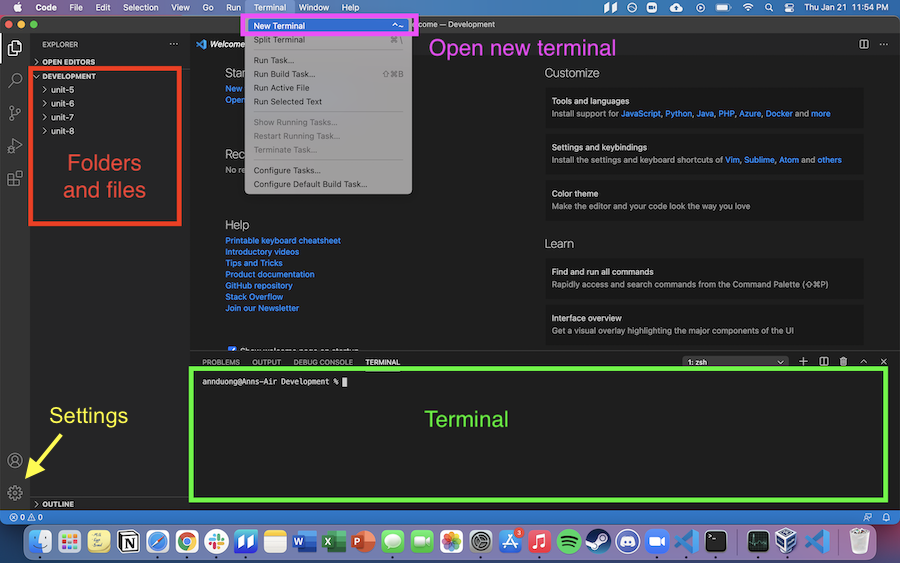 Code File Edit Selection View Go Run Terminal Window Help Thu Jan 21 11:54 PM
come — Development
New Terminal ⌃~
Split Terminal ⌘\
Run Task...
Run Build Task... ⇧⌘B
Run Active File
Run Selected Text
Show Running Tasks...
Restart Running Task...
Terminate Task...
Configure Tasks...
Configure Default Build Task...
Open new terminal
EXPLORER ...
OPEN EDITORS
DEVELOPMENT
unit-5
unit-6
unit-7
unit-8
Folders
and files
Settings
OUTLINE
Welcome
Star
New
Open
Rec
No re
Help
Printable keyboard cheatsheet
Introductory videos
Tips and Tricks
Product documentation
GitHub repository
Stack Overflow
Join our Newsletter
Show welcome page on startup
Customize
Tools and languages
Install support for JavaScript, Python, Java, PHP, Azure, Docker and more
Settings and keybindings
Install the settings and keyboard shortcuts of Vim, Sublime, Atom and others
Color theme
Make the editor and your code look the way you love
Learn
Find and run all commands
Rapidly access and search commands from the Command Palette (⇧⌘P)
Interface overview
Get a visual overlay highlighting the major components of the UI
PROBLEMS OUTPUT DEBUG CONSOLE TERMINAL 1: zsh
annduong@Anns-Air Development %
Terminal
0 0
3